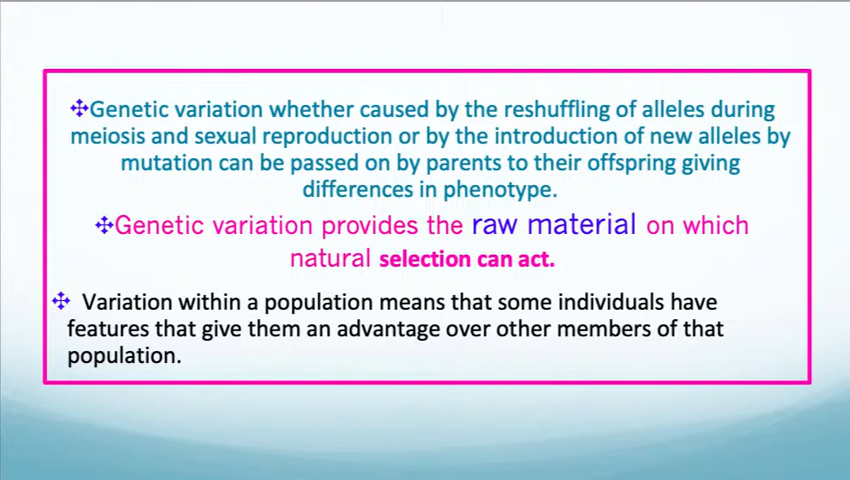 ✣Genetic variation whether caused by the reshuffling of alleles during
meiosis and sexual reproduction or by the introduction of new alleles by
mutation can be passed on by parents to their offspring giving
differences in phenotype.
✣Genetic variation provides the raw material on which
natural selection can act.
✣ Variation within a population means that some individuals have
features that give them an advantage over other members of that
population.